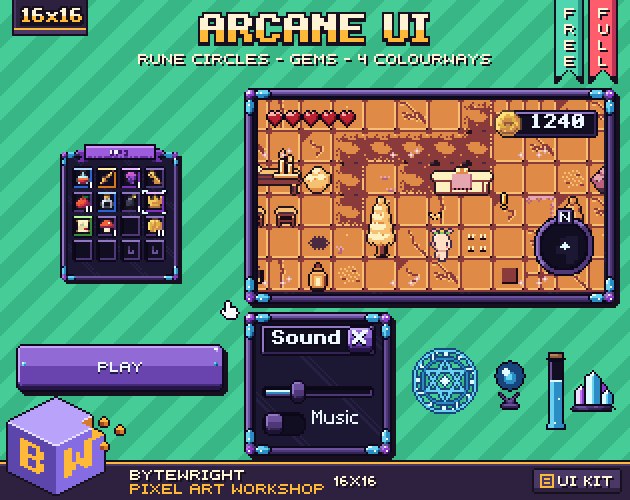 16x16
ARCANE UI
RUNE CIRCLES - GEMS - 4 COLOURWAYS
FREE
FULL
1240
N
Sound
Music
PLAY
BW
BYTEWRIGHT
PIXEL ART WORKSHOP
16X16
UI KIT